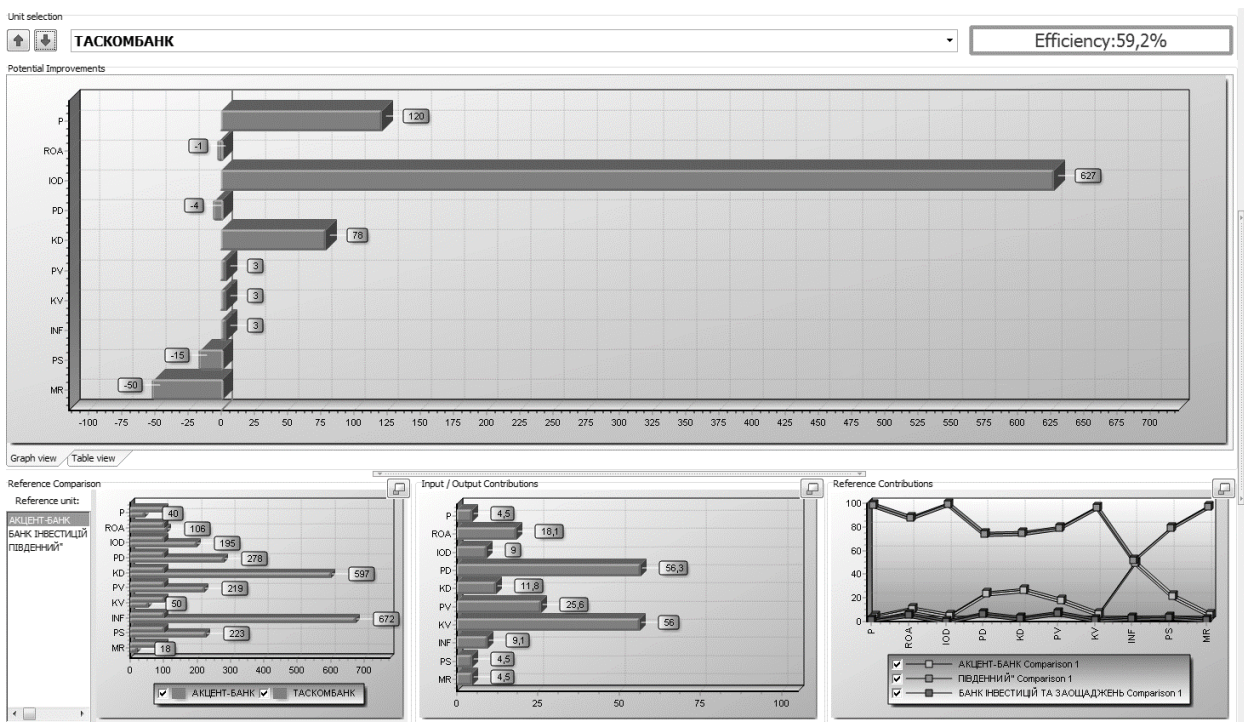 Unit selection
ТАСКОМБАНК
Efficiency:59,2%
Potential Improvements
P
120
ROA
-1
IOD
627
PD
-4
KD
78
PV
3
KV
3
INF
3
PS
-15
MR
-50
-100 -75 -50 -25 0 25 50 75 100 125 150 175 200 225 250 275 300 325 350 375 400 425 450 475 500 525 550 575 600 625 650 675 700
Graph view Table view
Reference Comparison
Reference unit:
АКЦЕНТ-БАНК
БАНК ІНВЕСТИЦІЙ
ПІВДЕННИЙ"
P 40
ROA 106
IOD 195
PD 278
KD 597
PV 219
KV 50
INF 672
PS 223
MR 18
0 100 200 300 400 500 600 700
АКЦЕНТ-БАНК ТАСКОМБАНК
Input / Output Contributions
P 4,5
ROA 18,1
IOD 9
PD 56,3
KD 11,8
PV 25,6
KV 56
INF 9,1
PS 4,5
MR 4,5
0 25 50 75 100
Reference Contributions
100
80
60
40
20
0
P ROA IOD PD KD PV KV INF PS MR
АКЦЕНТ-БАНК Comparison 1
ПІВДЕННИЙ" Comparison 1
БАНК ІНВЕСТИЦІЙ ТА ЗАОЩАДЖЕНЬ Comparison 1